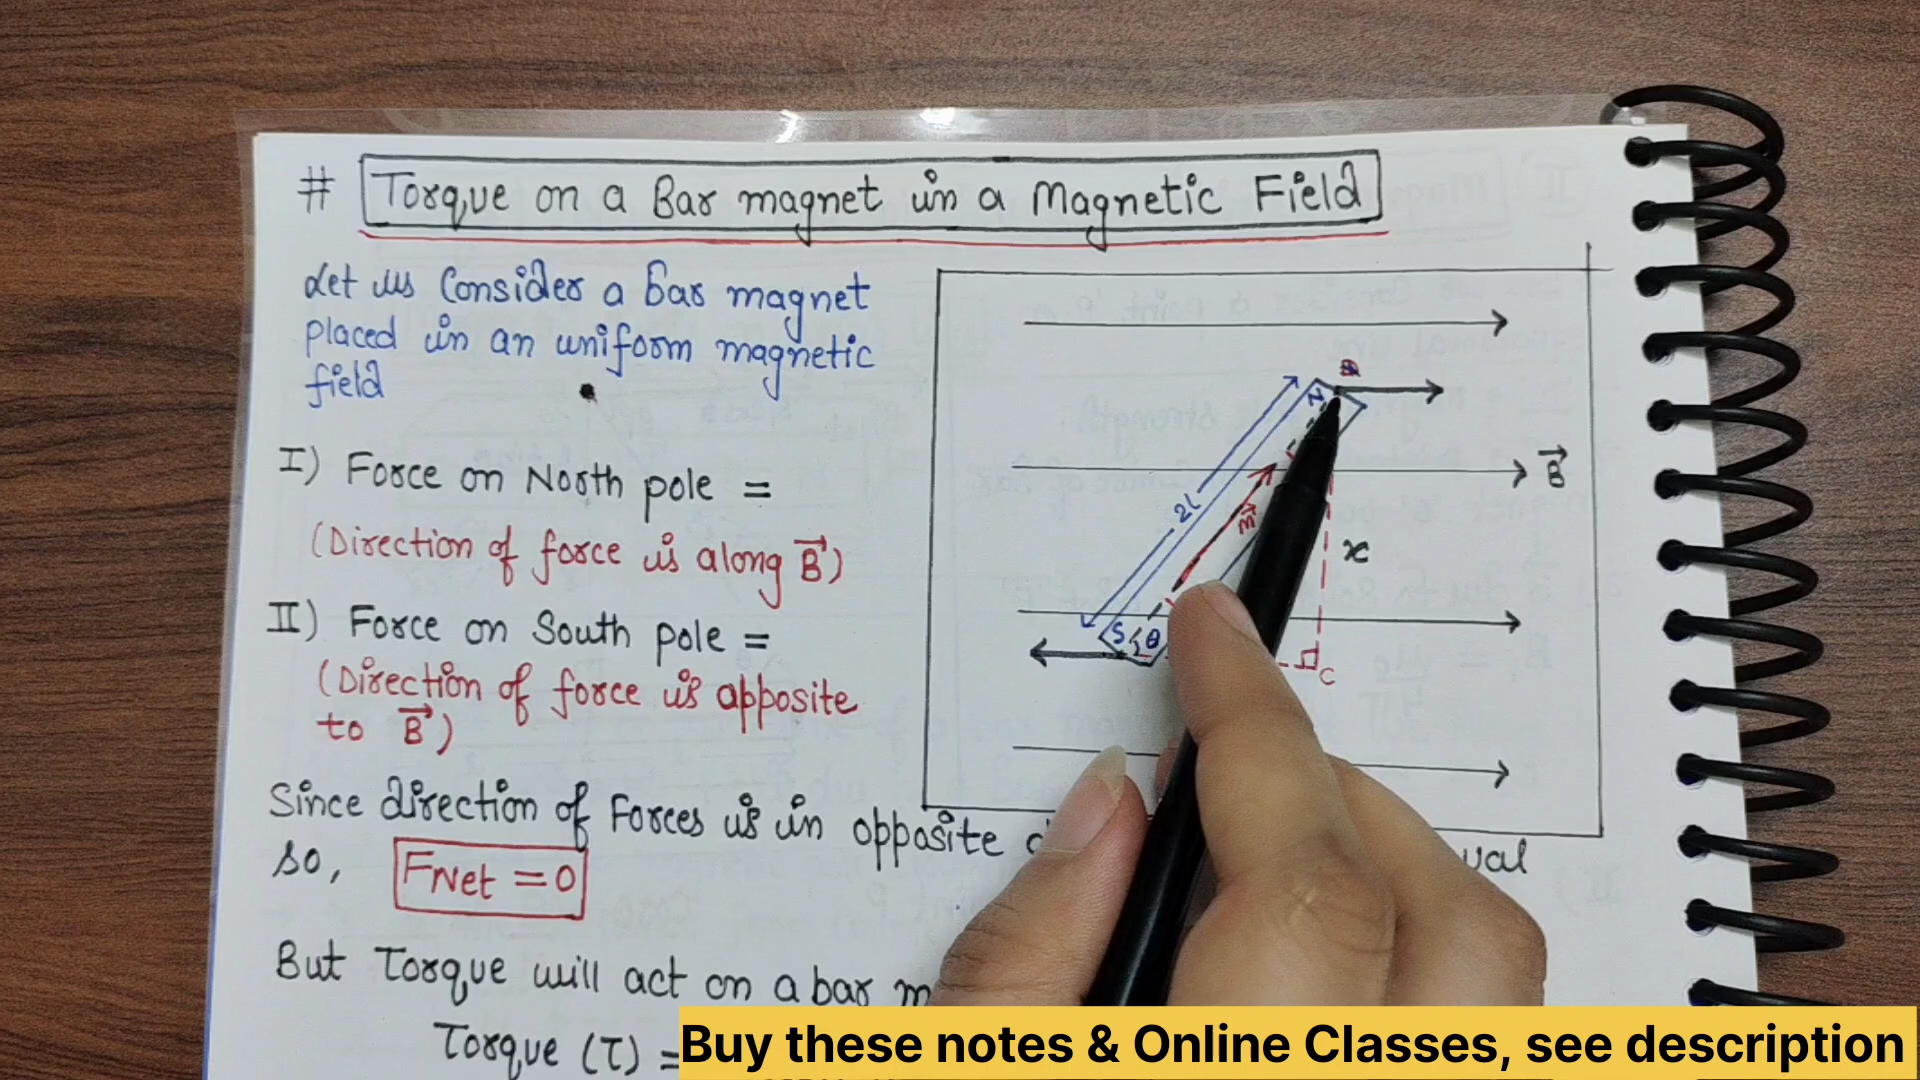 # Torque on a Bar magnet in a Magnetic Field
Let us Consider a bar magnet
placed in an uniform magnetic
field
I) Force on North pole =
(Direction of force is along B⃗)
II) Force on South pole =
(Direction of force is opposite
to B⃗)
Since direction of Forces is in opposite
so, FNet = 0
But Torque will act on a bar
Torque (τ) =
N
B⃗
2l
m⃗
x
S
θ
C
Buy these notes & Online Classes, see description